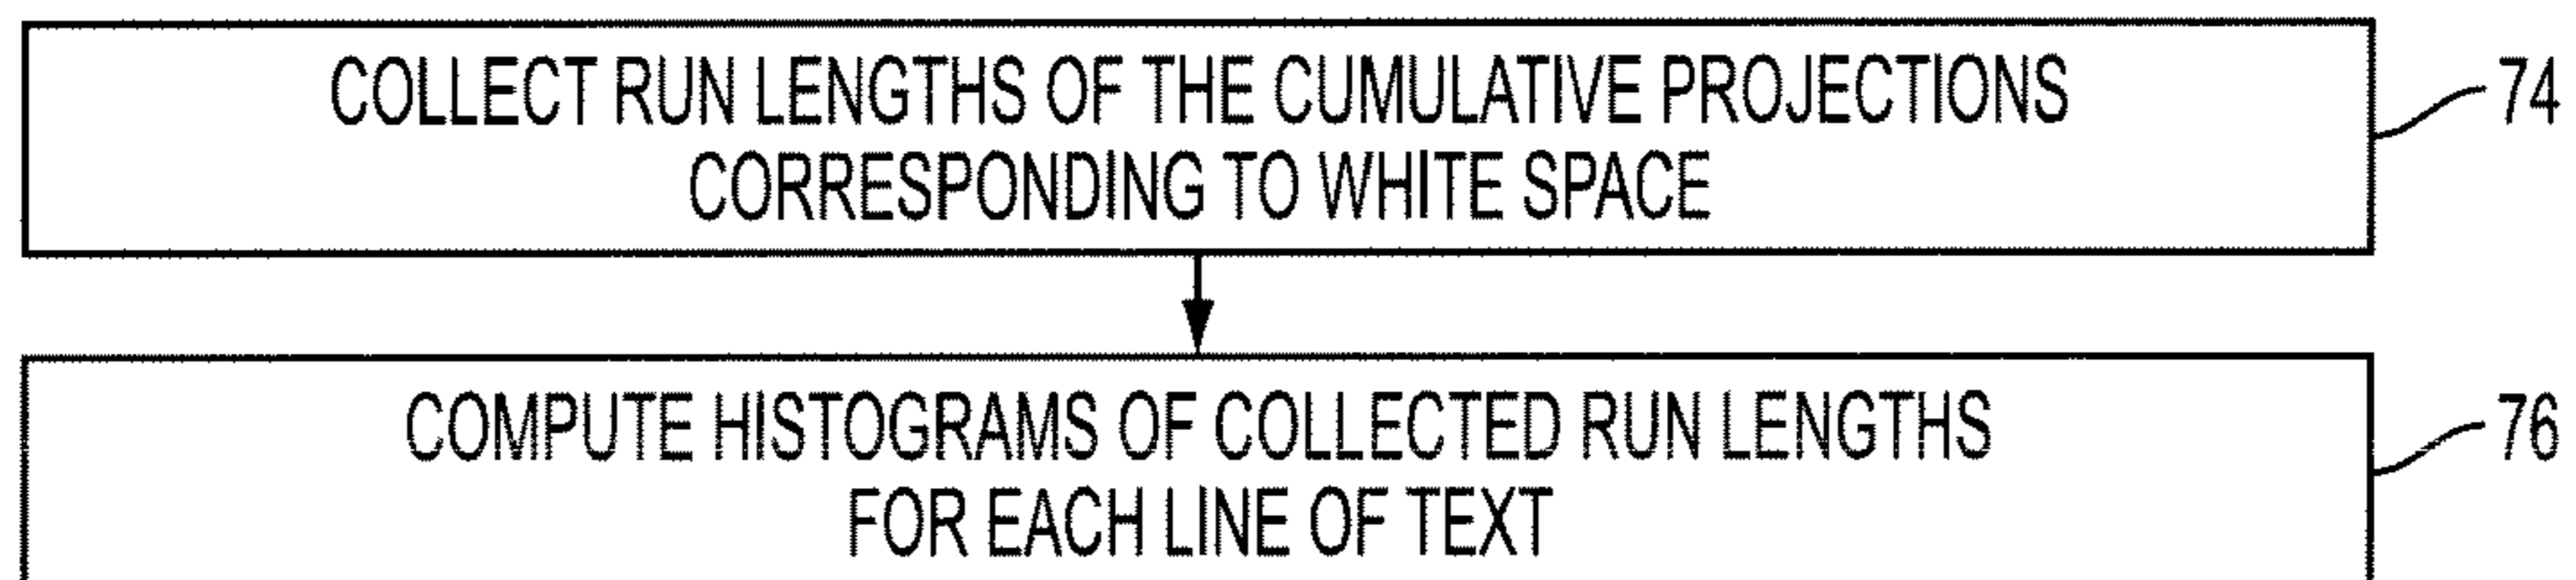 COLLECT RUN LENGTHS OF THE CUMULATIVE PROJECTIONS
CORRESPONDING TO WHITE SPACE
74
COMPUTE HISTOGRAMS OF COLLECTED RUN LENGTHS
FOR EACH LINE OF TEXT
76